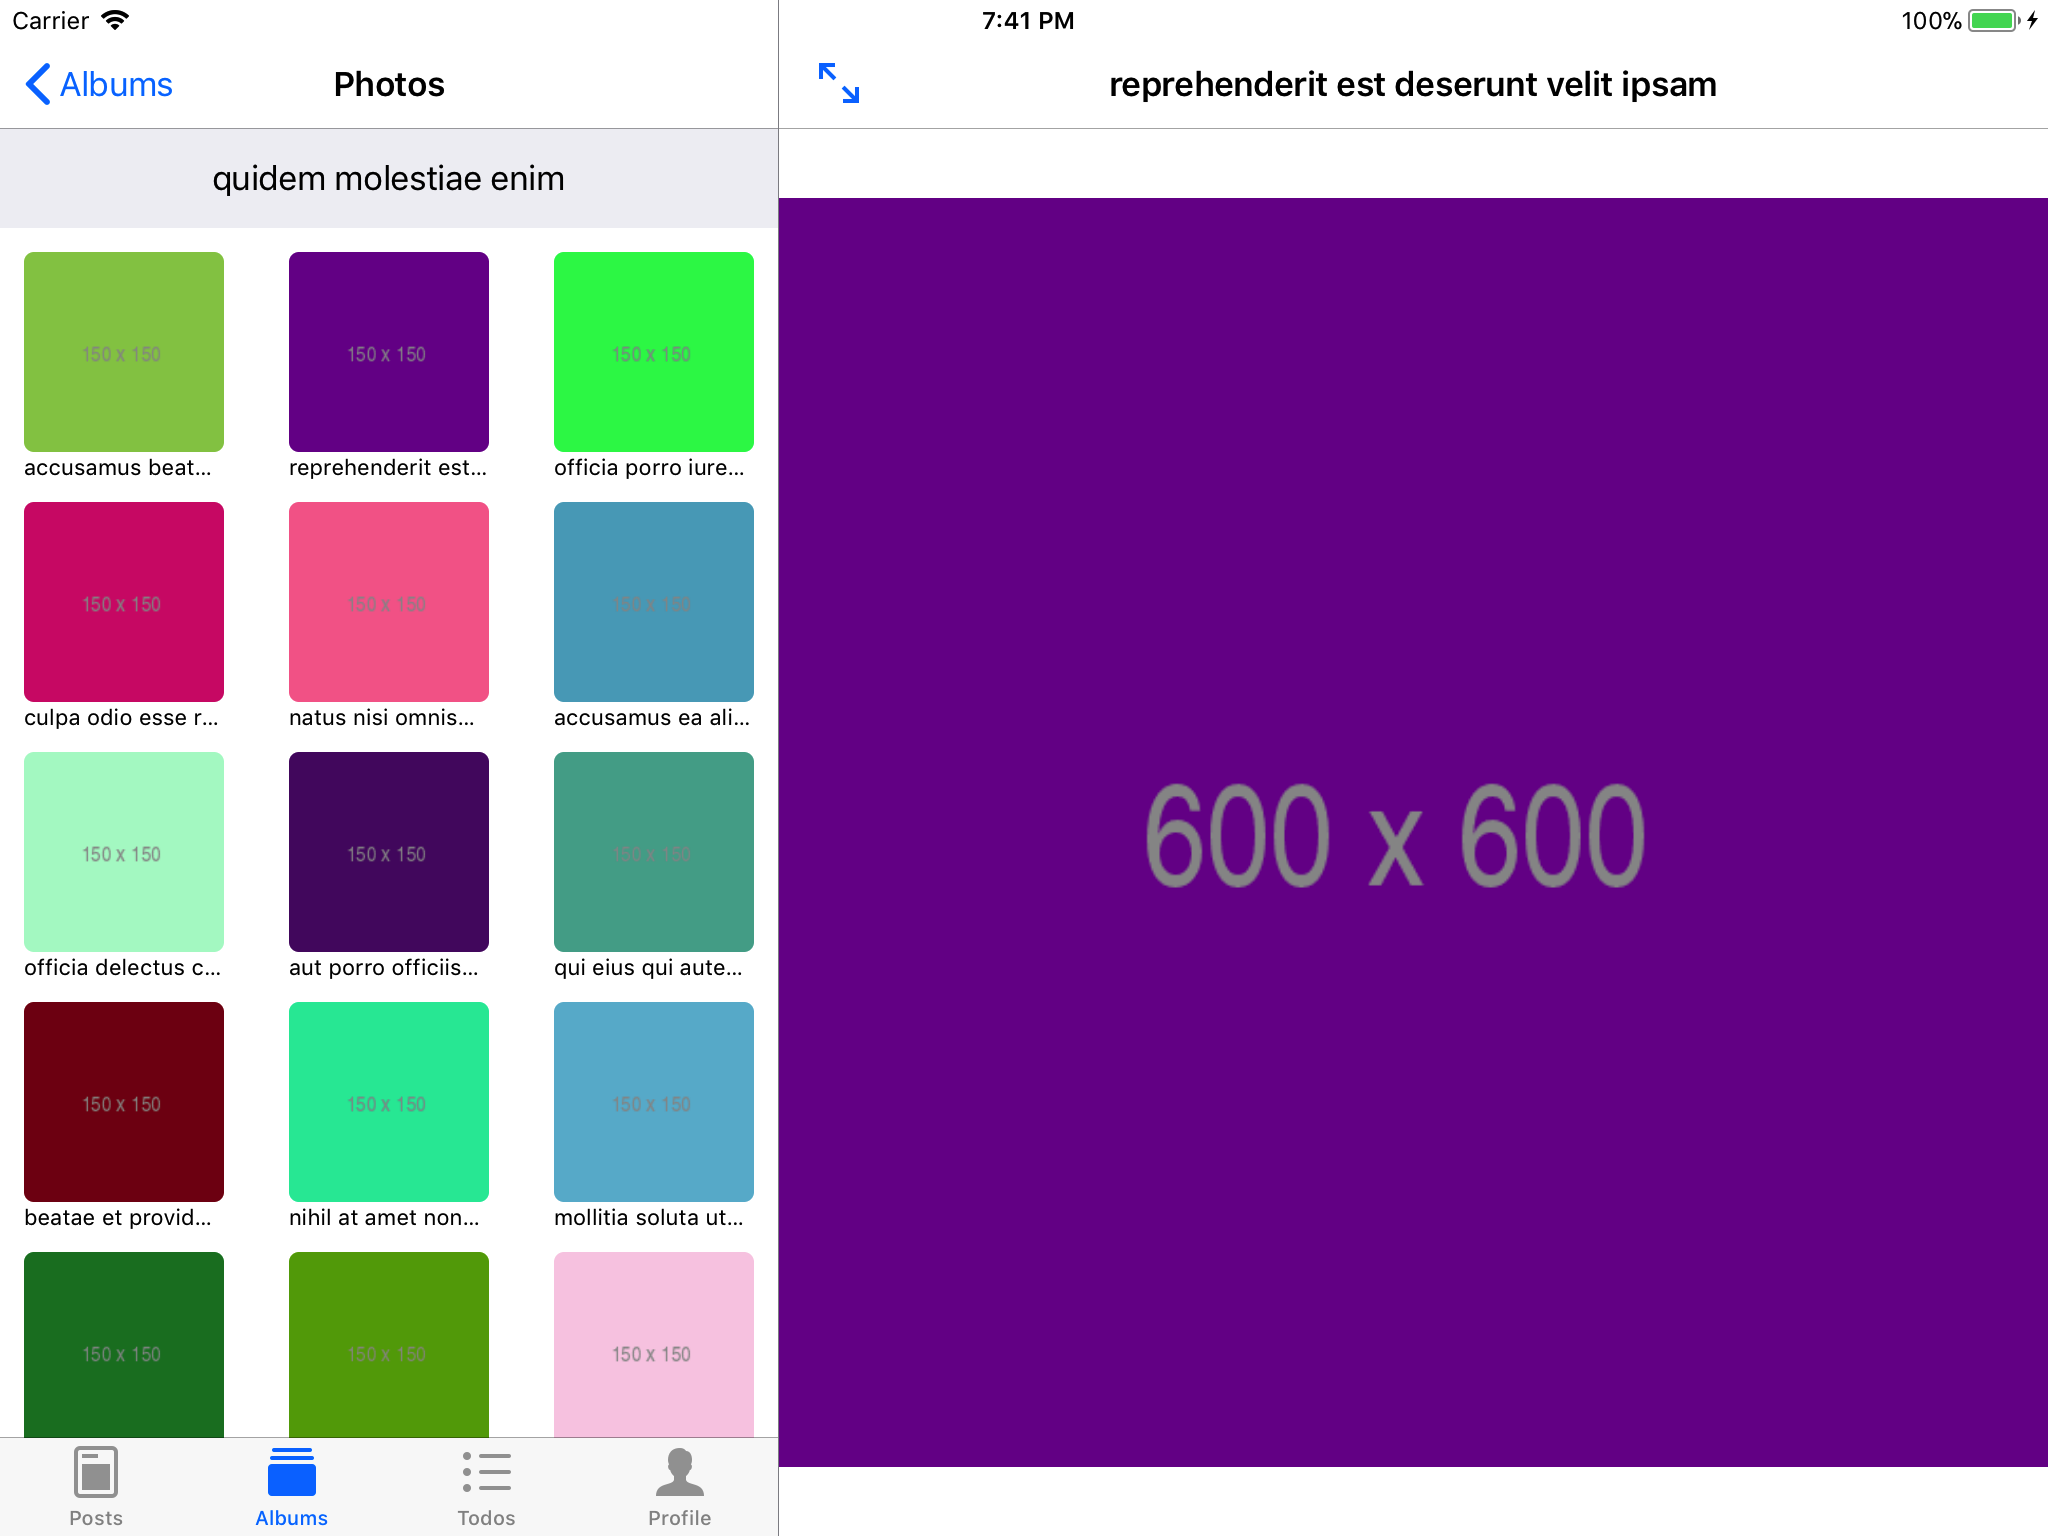 Carrier
7:41 PM
100%
Albums
Photos
reprehenderit est deserunt velit ipsam
quidem molestiae enim
150 x 150
150 x 150
150 x 150
accusamus beat...
reprehenderit est...
officia porro iure...
150 x 150
150 x 150
150 x 150
culpa odio esse r...
natus nisi omnis...
accusamus ea ali...
150 x 150
150 x 150
150 x 150
officia delectus c...
aut porro officiis...
qui eius qui aute...
150 x 150
150 x 150
150 x 150
beatae et provid...
nihil at amet non...
mollitia soluta ut...
150 x 150
150 x 150
150 x 150
Posts
Albums
Todos
Profile
600 x 600